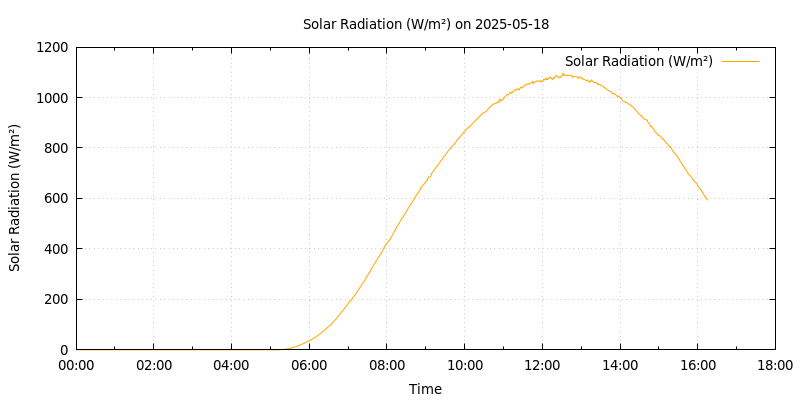 Solar Radiation (W/m²) on 2025-05-18
Solar Radiation (W/m²)
Solar Radiation (W/m²)
1200
1000
800
600
400
200
0
00:00 02:00 04:00 06:00 08:00 10:00 12:00 14:00 16:00 18:00
Time